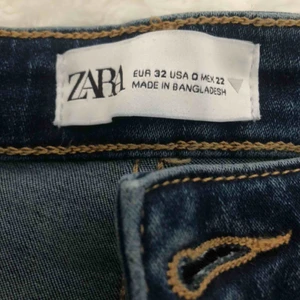 ZARA
EUR 32 USA 0 MEX 22
MADE IN BANGLADESH